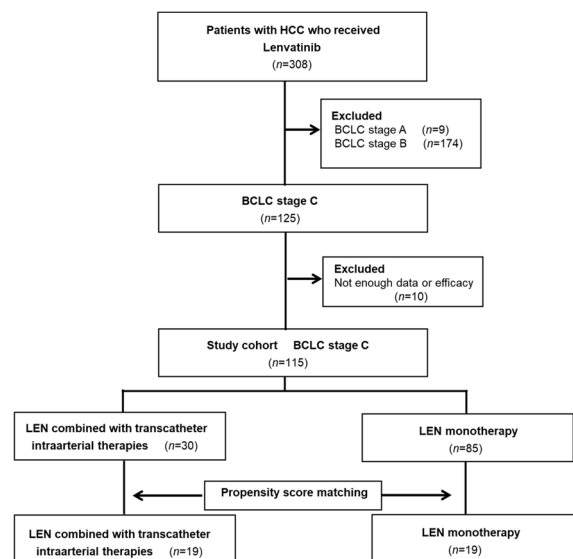 Patients with HCC who received
Lenvatinib
(n=308)
Excluded
BCLC stage A (n=9)
BCLC stage B (n=174)
BCLC stage C
(n=125)
Excluded
Not enough data or efficacy
(n=10)
Study cohort BCLC stage C
(n=115)
LEN combined with transcatheter
intraarterial therapies (n=30)
LEN monotherapy
(n=85)
Propensity score matching
LEN combined with transcatheter
intraarterial therapies (n=19)
LEN monotherapy
(n=19)